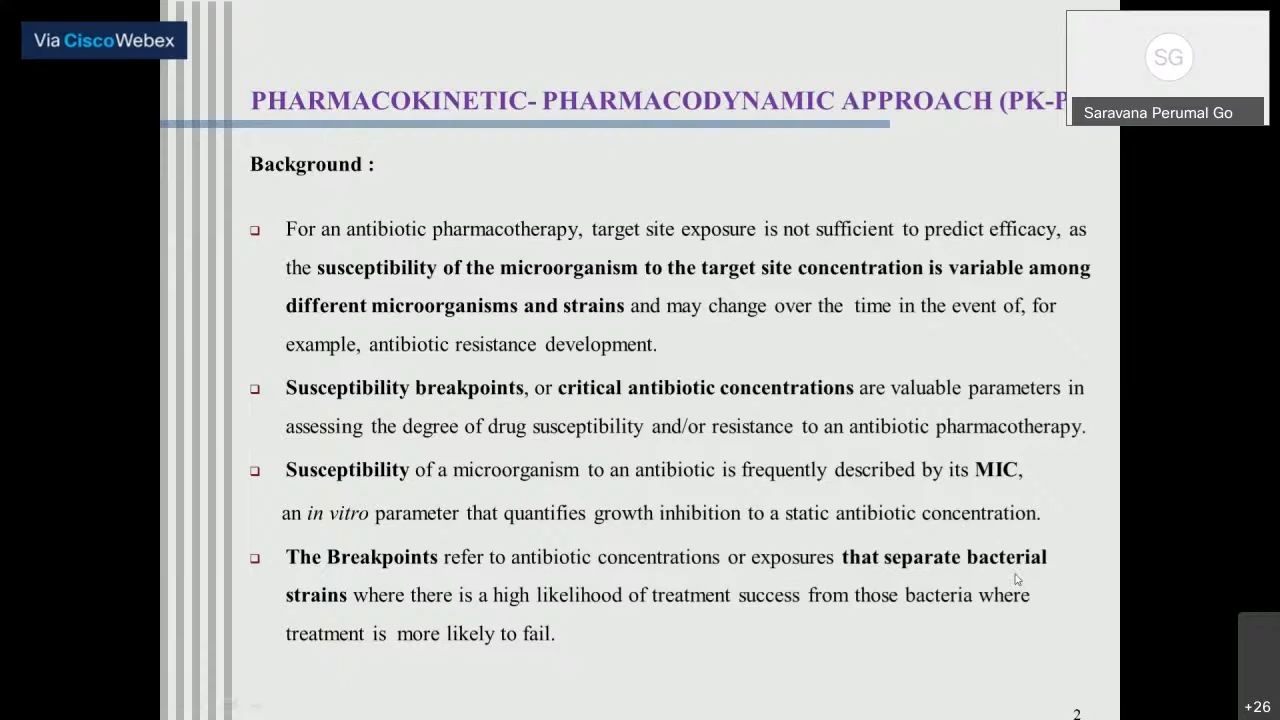 Via CiscoWebex
SG
Saravana Perumal Go
PHARMACOKINETIC- PHARMACODYNAMIC APPROACH (PK-P
Background :
For an antibiotic pharmacotherapy, target site exposure is not sufficient to predict efficacy, as
the susceptibility of the microorganism to the target site concentration is variable among
different microorganisms and strains and may change over the time in the event of, for
example, antibiotic resistance development.
Susceptibility breakpoints, or critical antibiotic concentrations are valuable parameters in
assessing the degree of drug susceptibility and/or resistance to an antibiotic pharmacotherapy.
Susceptibility of a microorganism to an antibiotic is frequently described by its MIC,
an in vitro parameter that quantifies growth inhibition to a static antibiotic concentration.
The Breakpoints refer to antibiotic concentrations or exposures that separate bacterial
strains where there is a high likelihood of treatment success from those bacteria where
treatment is more likely to fail.
+26
2